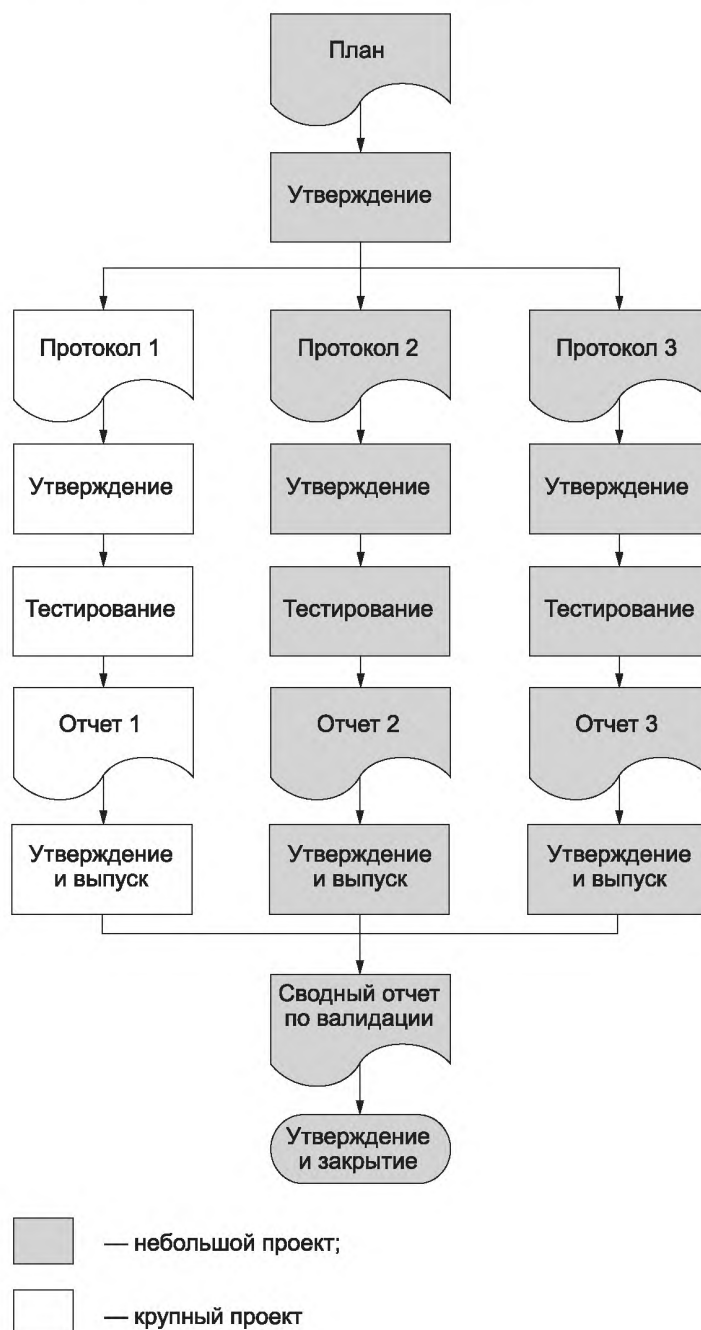 План
Утверждение
Протокол 1
Протокол 2
Протокол 3
Утверждение
Утверждение
Утверждение
Тестирование
Тестирование
Тестирование
Отчет 1
Отчет 2
Отчет 3
Утверждение
и выпуск
Утверждение
и выпуск
Утверждение
и выпуск
Сводный отчет
по валидации
Утверждение
и закрытие
— небольшой проект;
— крупный проект